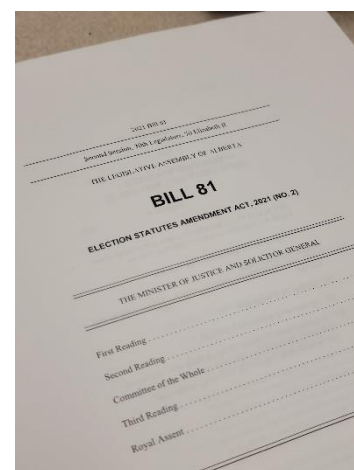 2021 Bill 81
Second Session, 30th Legislature, 70 Elizabeth II
THE LEGISLATIVE ASSEMBLY OF ALBERTA
BILL 81
ELECTION STATUTES AMENDMENT ACT, 2021 (NO. 2)
THE MINISTER OF JUSTICE AND SOLICITOR GENERAL
First Reading
Second Reading
Committee of the Whole
Third Reading
Royal Assent